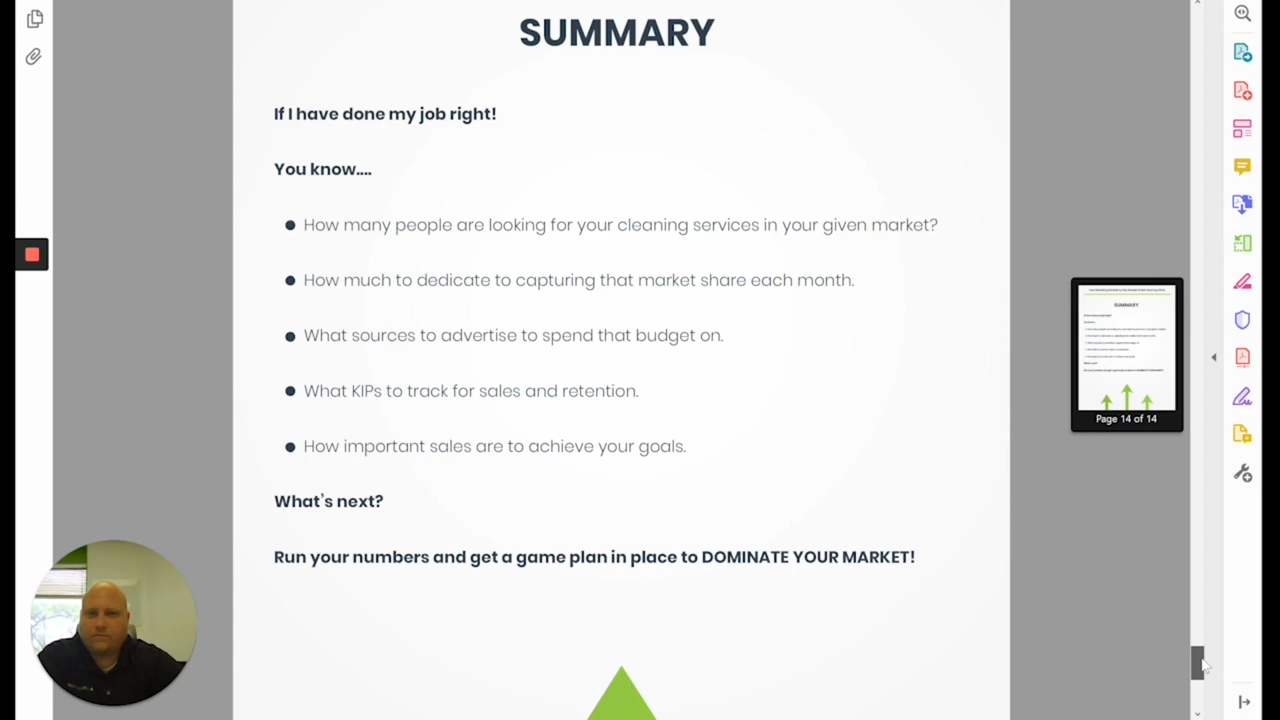 SUMMARY
If I have done my job right!
You know....
How many people are looking for your cleaning services in your given market?
How much to dedicate to capturing that market share each month.
What sources to advertise to spend that budget on.
What KIPs to track for sales and retention.
How important sales are to achieve your goals.
What's next?
Run your numbers and get a game plan in place to DOMINATE YOUR MARKET!
SUMMARY
Page 14 of 14